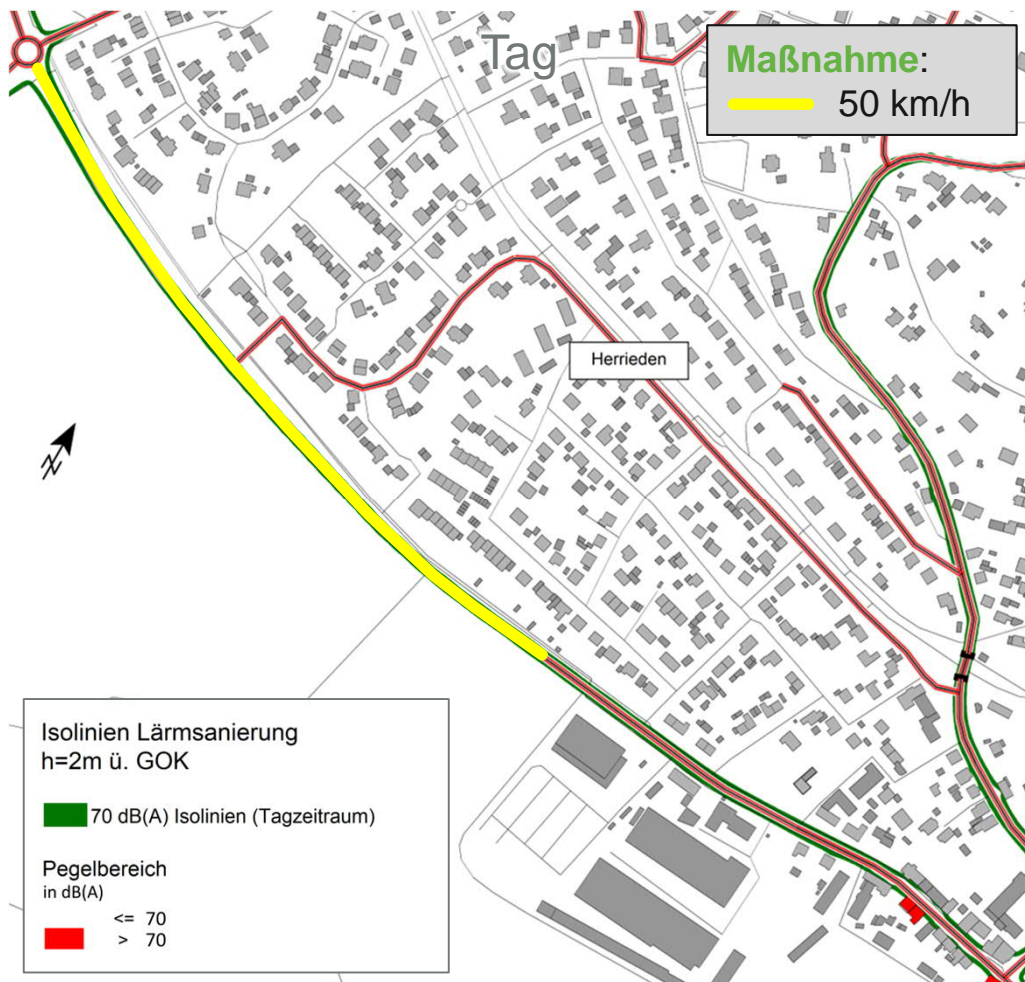 Tag
Maßnahme:
50 km/h
Herrieden
N
Isolinien Lärmsanierung
h=2m ü. GOK
70 dB(A) Isolinien (Tagzeitraum)
Pegelbereich
in dB(A)
<= 70
> 70